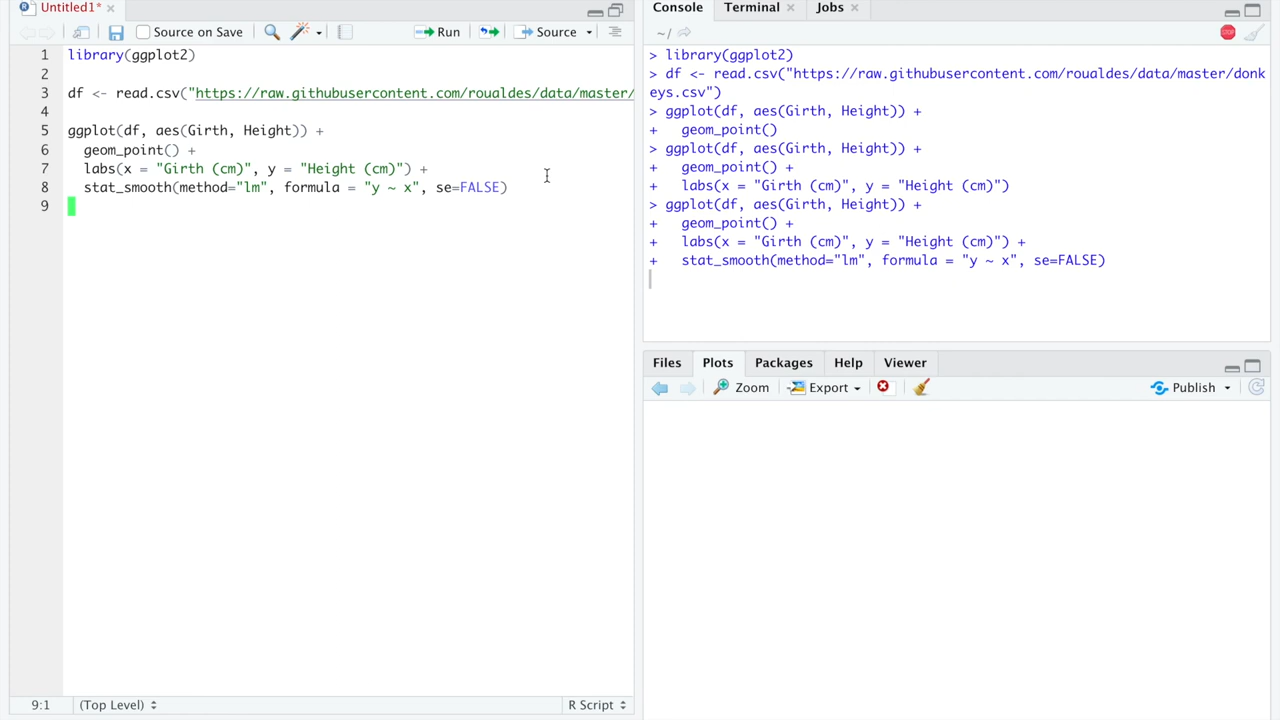 Untitled1*
Source on Save
Run
Source
1 library(ggplot2)
2
3 df <- read.csv("https://raw.githubusercontent.com/roualdes/data/master/
4
5 ggplot(df, aes(Girth, Height)) +
6 geom_point() +
7 labs(x = "Girth (cm)", y = "Height (cm)") +
8 stat_smooth(method="lm", formula = "y ~ x", se=FALSE)
9
9:1 (Top Level) R Script
Console Terminal Jobs
~/
STOP
> library(ggplot2)
> df <- read.csv("https://raw.githubusercontent.com/roualdes/data/master/donk
eys.csv")
> ggplot(df, aes(Girth, Height)) +
+ geom_point()
> ggplot(df, aes(Girth, Height)) +
+ geom_point() +
+ labs(x = "Girth (cm)", y = "Height (cm)")
> ggplot(df, aes(Girth, Height)) +
+ geom_point() +
+ labs(x = "Girth (cm)", y = "Height (cm)") +
+ stat_smooth(method="lm", formula = "y ~ x", se=FALSE)
Files Plots Packages Help Viewer
Zoom Export Publish